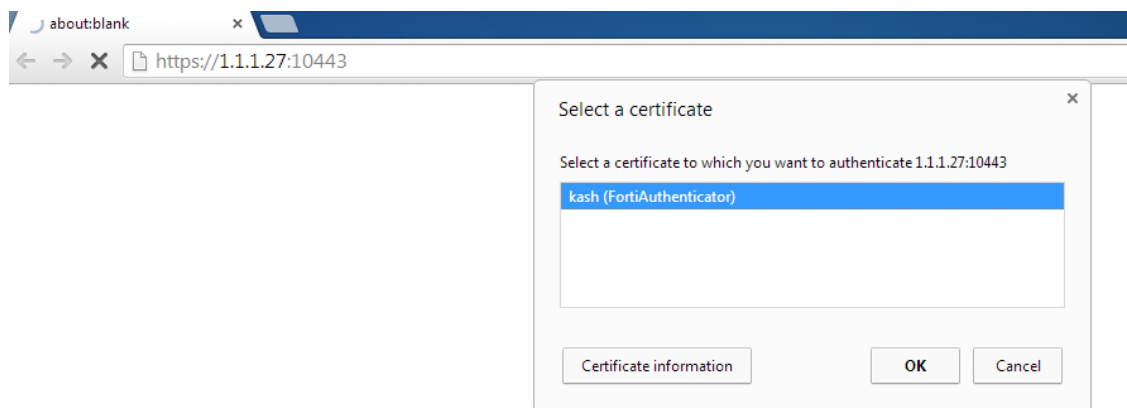 about:blank
https://1.1.1.27:10443
Select a certificate
Select a certificate to which you want to authenticate 1.1.1.27:10443
kash (FortiAuthenticator)
Certificate information OK Cancel